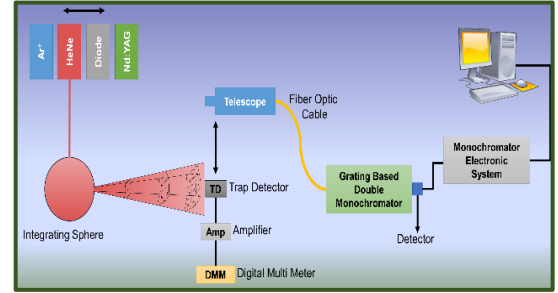 Ar⁺
HeNe
Diode
Nd:YAG
Telescope
Fiber Optic
Cable
Monochromator
Electronic
System
Grating Based
Double
Monochromator
TD
Trap Detector
Integrating Sphere
Amp
Amplifier
Detector
DMM
Digital Multi Meter